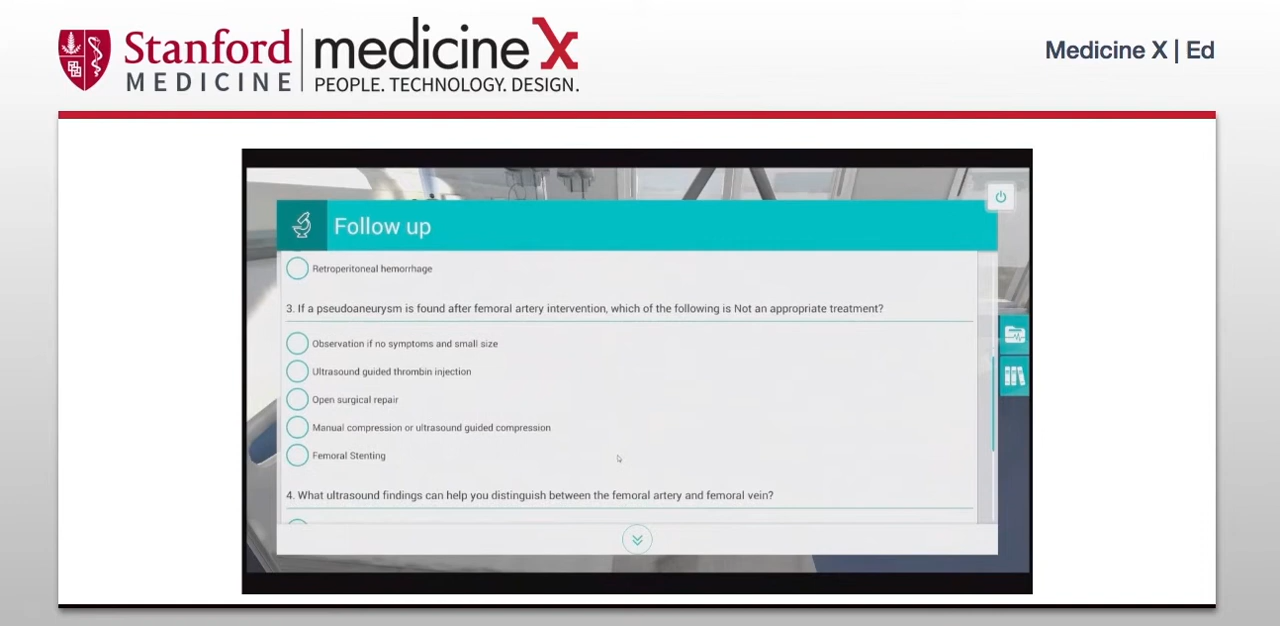 Stanford
MEDICINE
medicine X
PEOPLE. TECHNOLOGY. DESIGN.
Medicine X | Ed
Follow up
Retroperitoneal hemorrhage
3. If a pseudoaneurysm is found after femoral artery intervention, which of the following is Not an appropriate treatment?
Observation if no symptoms and small size
Ultrasound guided thrombin injection
Open surgical repair
Manual compression or ultrasound guided compression
Femoral Stenting
4. What ultrasound findings can help you distinguish between the femoral artery and femoral vein?